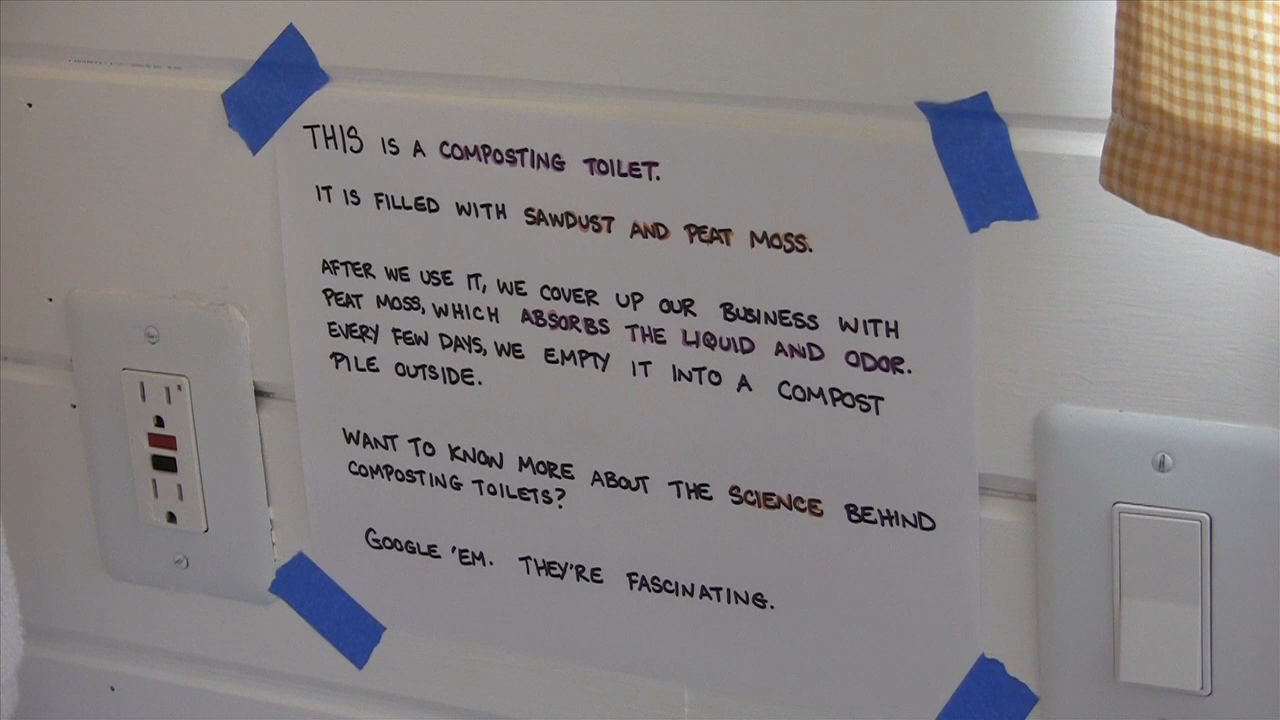 THIS IS A COMPOSTING TOILET.
IT IS FILLED WITH SAWDUST AND PEAT MOSS.
AFTER WE USE IT, WE COVER UP OUR BUSINESS WITH
PEAT MOSS, WHICH ABSORBS THE LIQUID AND ODOR.
EVERY FEW DAYS, WE EMPTY IT INTO A COMPOST
PILE OUTSIDE.
WANT TO KNOW MORE ABOUT THE SCIENCE BEHIND
COMPOSTING TOILETS?
GOOGLE 'EM. THEY'RE FASCINATING.